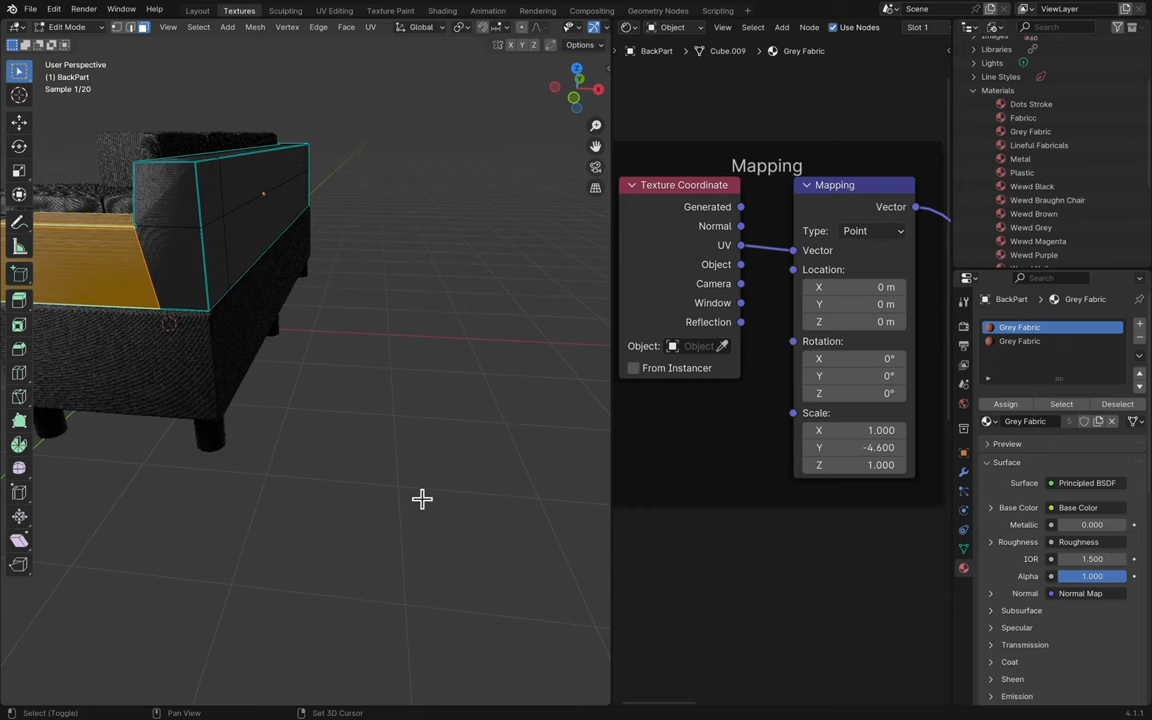 File Edit Render Window Help Layout Textures Sculpting UV Editing Texture Paint Shading Animation Rendering Compositing Geometry Nodes Scripting Scene ViewLayer
Edit Mode View Select Add Mesh Vertex Edge Face UV Global
Object View Select Add Node Use Nodes Slot 1
Search
X Y Z Options
User Perspective
(1) BackPart
Sample 1/20
Z
Y
X
BackPart Cube.009 Grey Fabric
Libraries
Lights
Line Styles
Materials
Dots Stroke
Fabricc
Grey Fabric
Lineful Fabricals
Metal
Plastic
Wewd Black
Wewd Braughn Chair
Wewd Brown
Wewd Grey
Wewd Magenta
Wewd Purple
Mapping
Texture Coordinate
Generated
Normal
UV
Object
Camera
Window
Reflection
Object: Object
From Instancer
Mapping
Vector
Type: Point
Vector
Location:
X 0 m
Y 0 m
Z 0 m
Rotation:
X 0°
Y 0°
Z 0°
Scale:
X 1.000
Y -4.600
Z 1.000
Search
BackPart Grey Fabric
Grey Fabric
Grey Fabric
Assign Select Deselect
Grey Fabric 5
Preview
Surface
Surface Principled BSDF
Base Color Base Color
Metallic 0.000
Roughness Roughness
IOR 1.500
Alpha 1.000
Normal Normal Map
Subsurface
Specular
Transmission
Coat
Sheen
Emission
Select (Toggle) Pan View Set 3D Cursor 4.1.1